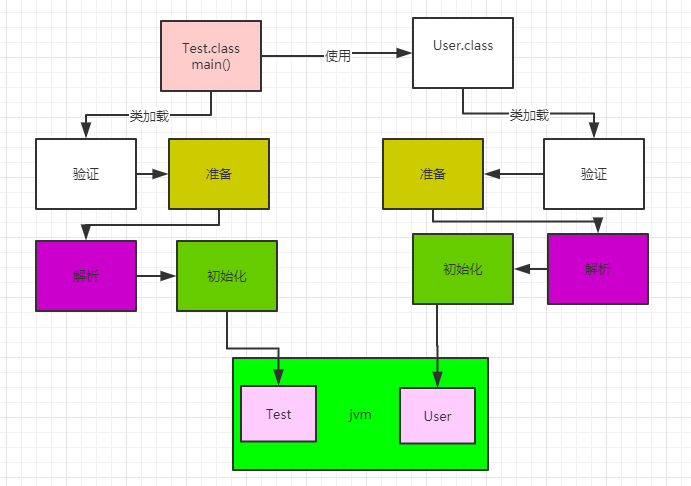 Test.class
main()
使用
User.class
类加载
类加载
验证
准备
准备
验证
解析
初始化
初始化
解析
Test
jvm
User